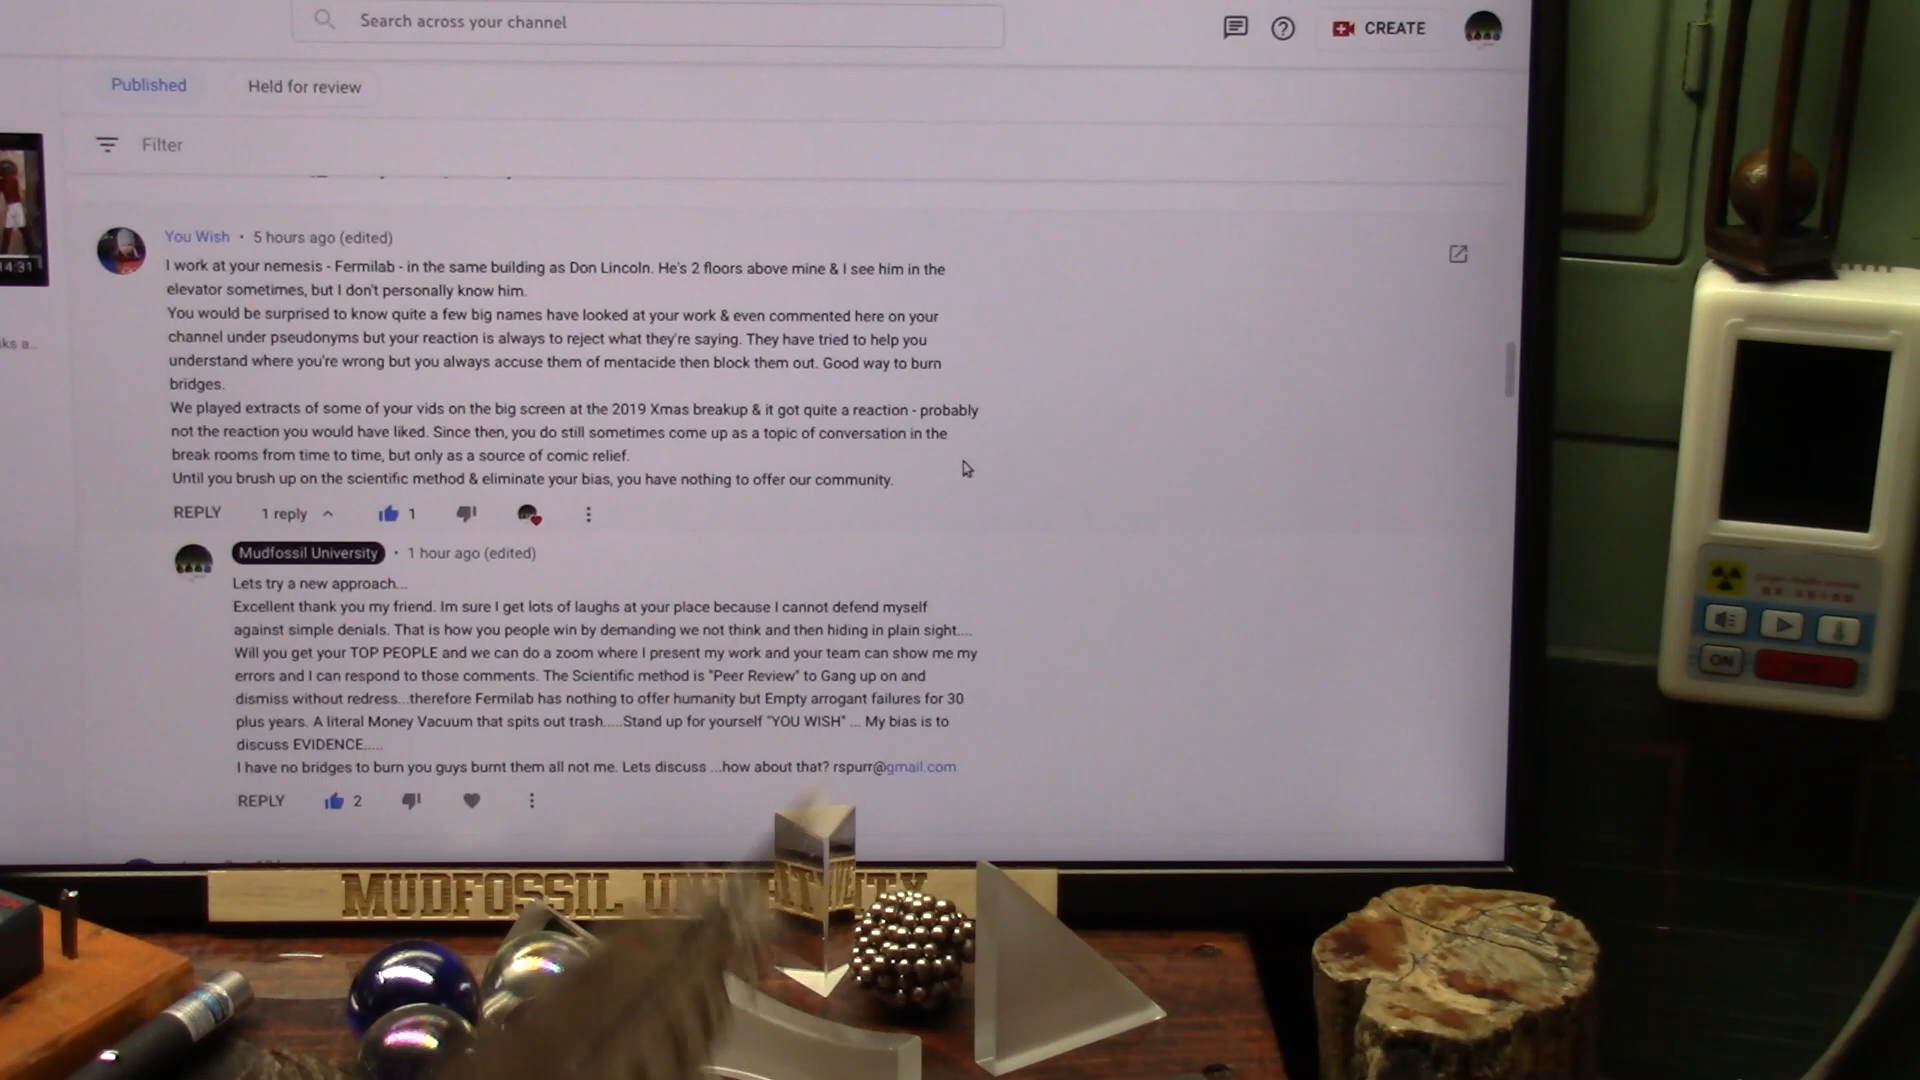 Search across your channel
CREATE
Published
Held for review
Filter
14:31
You Wish • 5 hours ago (edited)
I work at your nemesis - Fermilab - in the same building as Don Lincoln. He's 2 floors above mine & I see him in the
elevator sometimes, but I don't personally know him.
You would be surprised to know quite a few big names have looked at your work & even commented here on your
channel under pseudonyms but your reaction is always to reject what they're saying. They have tried to help you
understand where you're wrong but you always accuse them of mentacide then block them out. Good way to burn
bridges.
We played extracts of some of your vids on the big screen at the 2019 Xmas breakup & it got quite a reaction - probably
not the reaction you would have liked. Since then, you do still sometimes come up as a topic of conversation in the
break rooms from time to time, but only as a source of comic relief.
Until you brush up on the scientific method & eliminate your bias, you have nothing to offer our community.
REPLY 1 reply 1
Mudfossil University • 1 hour ago (edited)
Lets try a new approach...
Excellent thank you my friend. Im sure I get lots of laughs at your place because I cannot defend myself
against simple denials. That is how you people win by demanding we not think and then hiding in plain sight....
Will you get your TOP PEOPLE and we can do a zoom where I present my work and your team can show me my
errors and I can respond to those comments. The Scientific method is "Peer Review" to Gang up on and
dismiss without redress...therefore Fermilab has nothing to offer humanity but Empty arrogant failures for 30
plus years. A literal Money Vacuum that spits out trash.....Stand up for yourself "YOU WISH" ... My bias is to
discuss EVIDENCE.....
I have no bridges to burn you guys burnt them all not me. Lets discuss ...how about that? rspurr@gmail.com
REPLY 2
MUDFOSSIL
ON